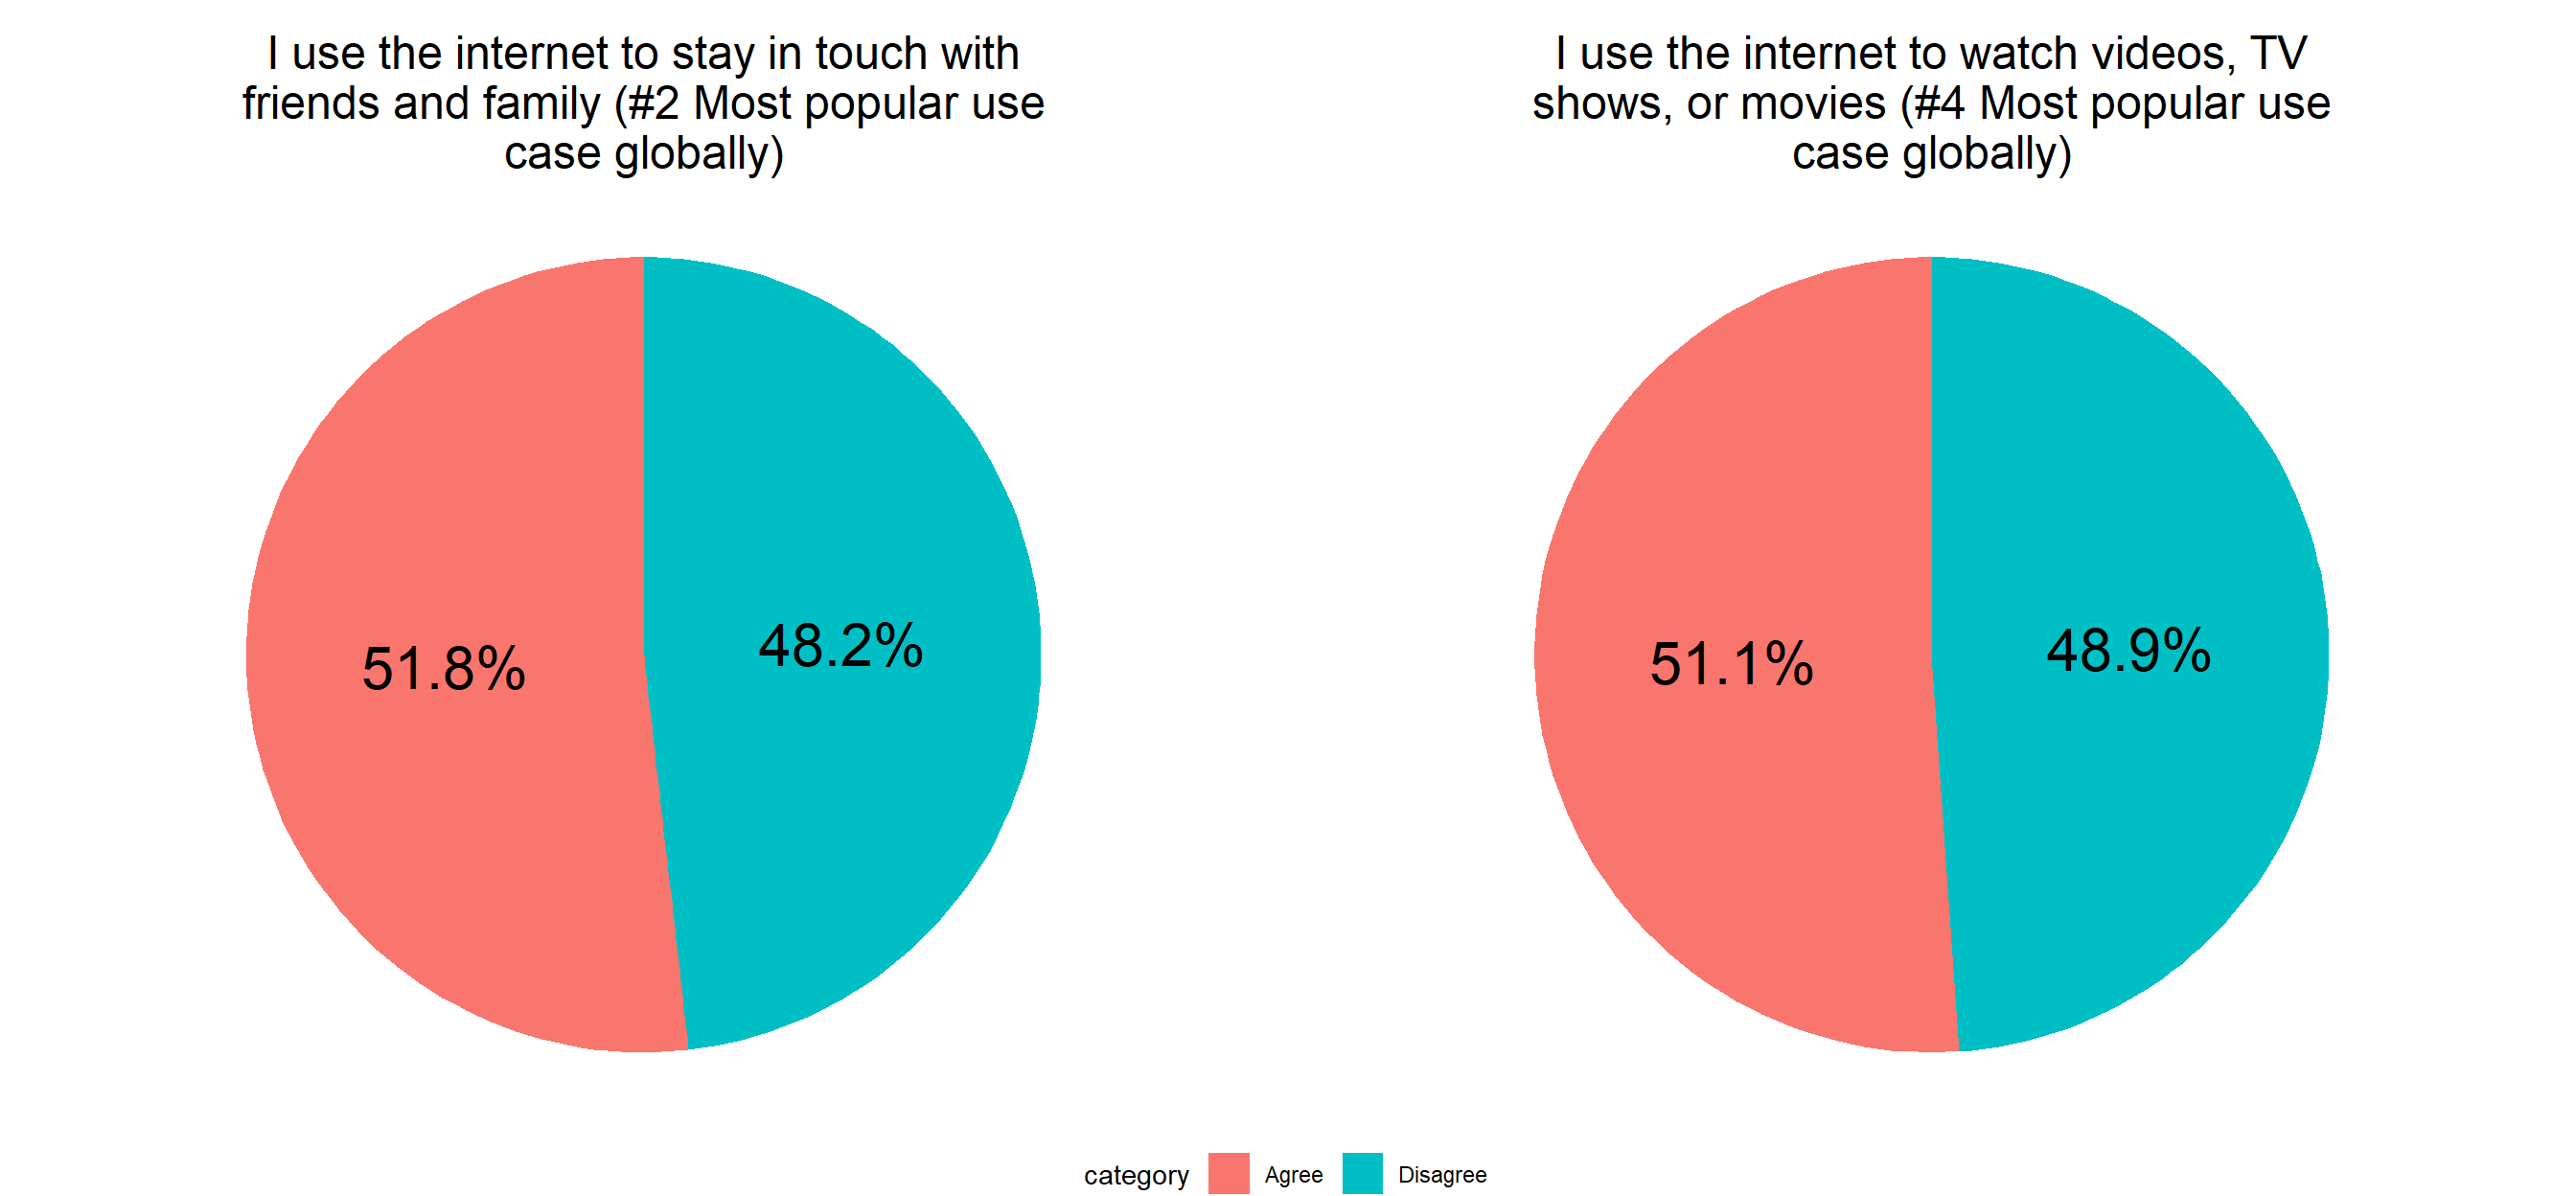 I use the internet to stay in touch with
friends and family (#2 Most popular use
case globally)
51.8%
48.2%
I use the internet to watch videos, TV
shows, or movies (#4 Most popular use
case globally)
51.1%
48.9%
category Agree Disagree